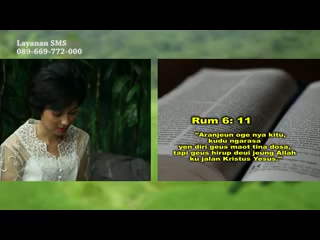 Layanan SMS
089-669-772-000
Rum 6: 11
"Aranjeun oge nya kitu,
kudu ngarasa
yen diri geus maot tina dosa,
tapi geus hirup deui jeung Allah
ku jalan Kristus Yesus."